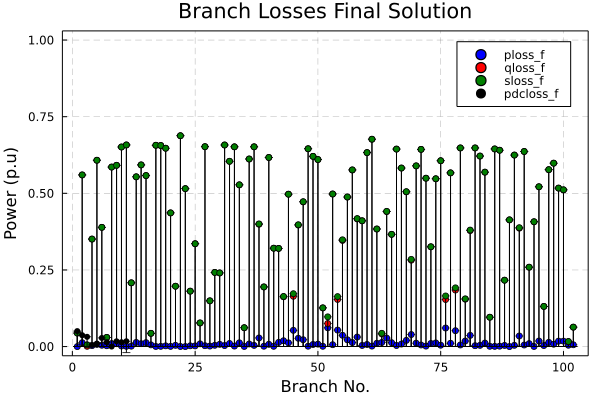 Branch Losses Final Solution
1.00
0.75
0.50
0.25
0.00
Power (p.u)
ploss_f
qloss_f
sloss_f
pdcloss_f
0 25 50 75 100
Branch No.